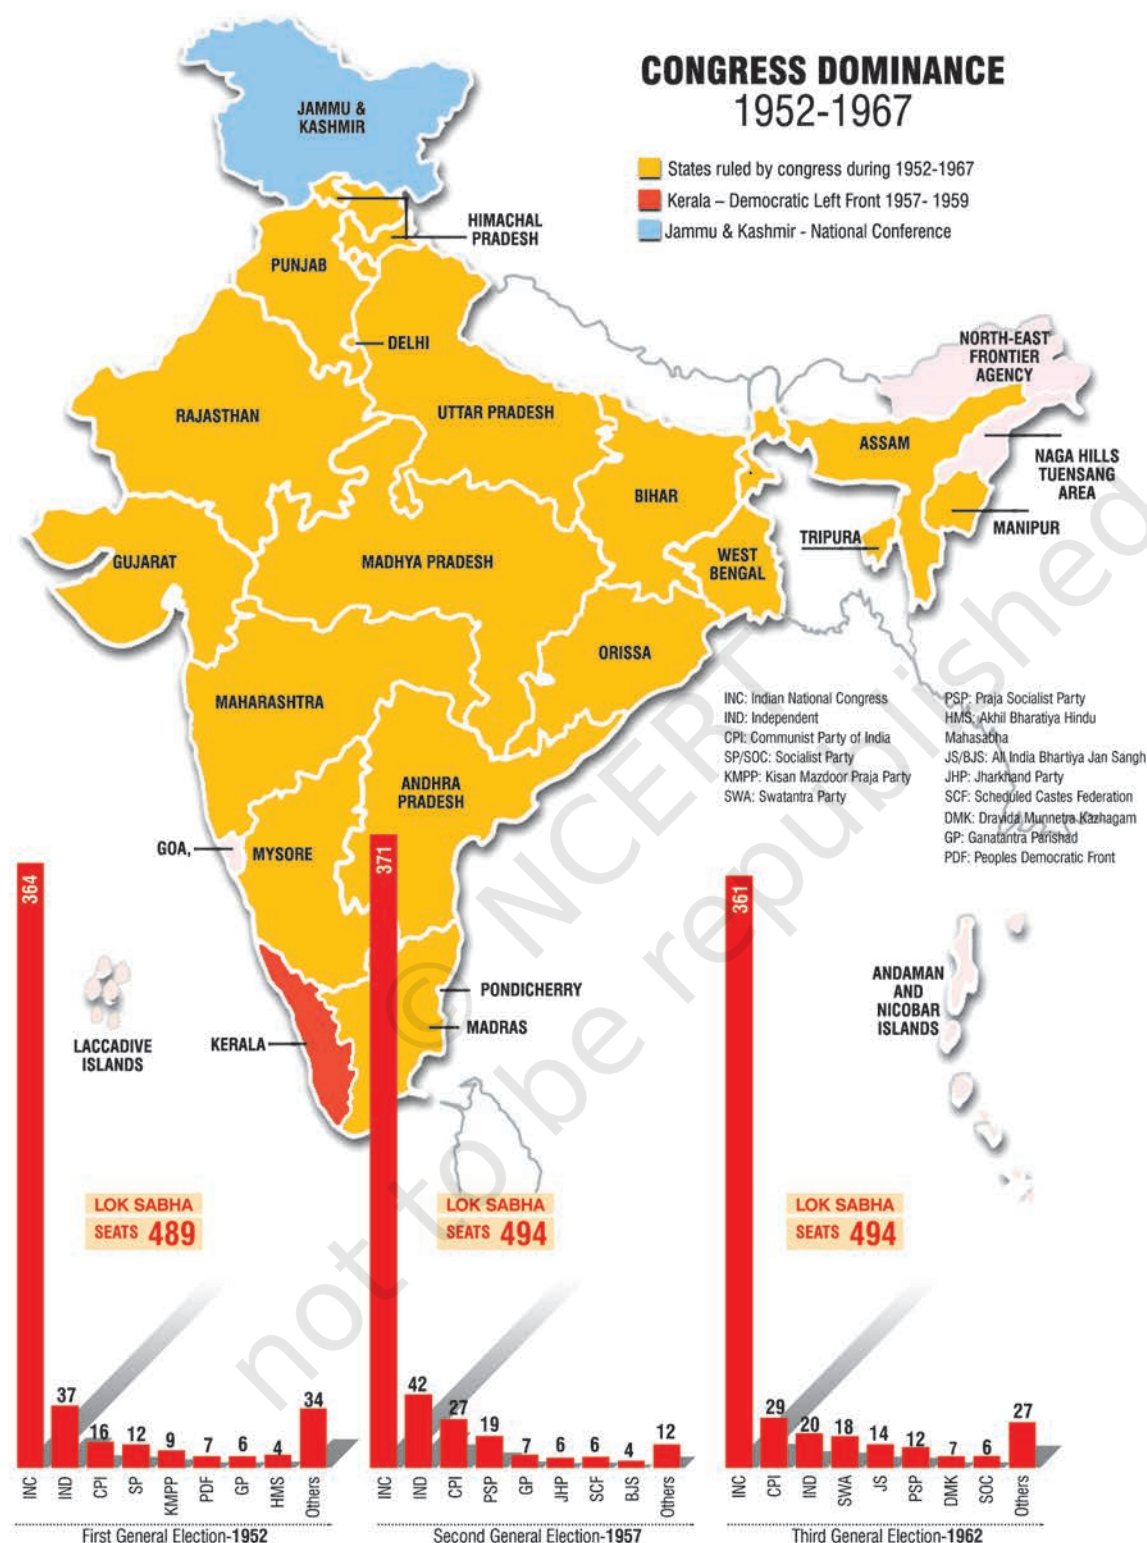 CONGRESS DOMINANCE
1952-1967
States ruled by congress during 1952-1967
Kerala – Democratic Left Front 1957- 1959
Jammu & Kashmir - National Conference
JAMMU &
KASHMIR
HIMACHAL
PRADESH
PUNJAB
DELHI
RAJASTHAN
UTTAR PRADESH
NORTH-EAST
FRONTIER
AGENCY
ASSAM
NAGA HILLS
TUENSANG
AREA
BIHAR
MANIPUR
TRIPURA
GUJARAT
MADHYA PRADESH
WEST
BENGAL
ORISSA
MAHARASHTRA
ANDHRA
PRADESH
GOA,
MYSORE
PONDICHERRY
MADRAS
KERALA
LACCADIVE
ISLANDS
ANDAMAN
AND
NICOBAR
ISLANDS
INC: Indian National Congress
IND: Independent
CPI: Communist Party of India
SP/SOC: Socialist Party
KMPP: Kisan Mazdoor Praja Party
SWA: Swatantra Party
PSP: Praja Socialist Party
HMS: Akhil Bharatiya Hindu
Mahasabha
JS/BJS: All India Bhartiya Jan Sangh
JHP: Jharkhand Party
SCF: Scheduled Castes Federation
DMK: Dravida Munnetra Kazhagam
GP: Ganatantra Parishad
PDF: Peoples Democratic Front
© NCERT
not to be republished
LOK SABHA
SEATS 489
364
37
16
12
9
7
6
4
34
INC
IND
CPI
SP
KMPP
PDF
GP
HMS
Others
First General Election-1952
LOK SABHA
SEATS 494
371
42
27
19
7
6
6
4
12
INC
IND
CPI
PSP
GP
JHP
SCF
BJS
Others
Second General Election-1957
LOK SABHA
SEATS 494
361
29
20
18
14
12
7
6
27
INC
CPI
IND
SWA
JS
PSP
DMK
SOC
Others
Third General Election-1962